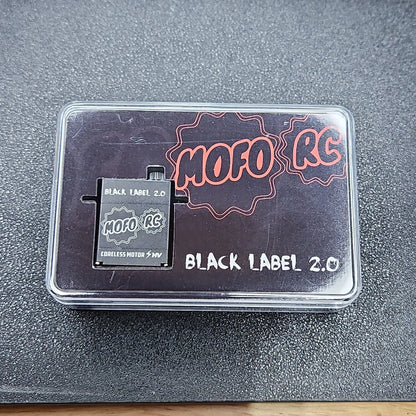 MOFO RC
BLACK LABEL 2.0
MOFO RC
CORELESS MOTOR HV
BLACK LABEL 2.0